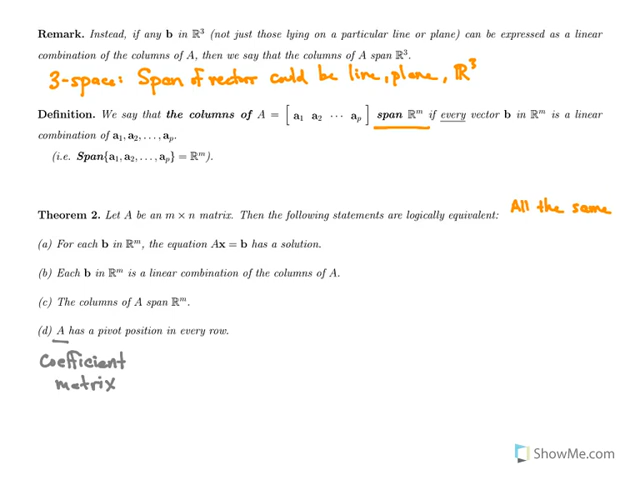 Remark. Instead, if any b in ℝ³ (not just those lying on a particular line or plane) can be expressed as a linear
combination of the columns of A, then we say that the columns of A span ℝ³.
3-space: Span of vector could be line, plane, ℝ³
Definition. We say that the columns of A = [ a₁ a₂ ⋯ aₚ ] span ℝᵐ if every vector b in ℝᵐ is a linear
combination of a₁, a₂, . . . , aₚ.
(i.e. Span{a₁, a₂, . . . , aₚ} = ℝᵐ).
All the same
Theorem 2. Let A be an m × n matrix. Then the following statements are logically equivalent:
(a) For each b in ℝᵐ, the equation Ax = b has a solution.
(b) Each b in ℝᵐ is a linear combination of the columns of A.
(c) The columns of A span ℝᵐ.
(d) A has a pivot position in every row.
Coefficient
matrix
ShowMe.com